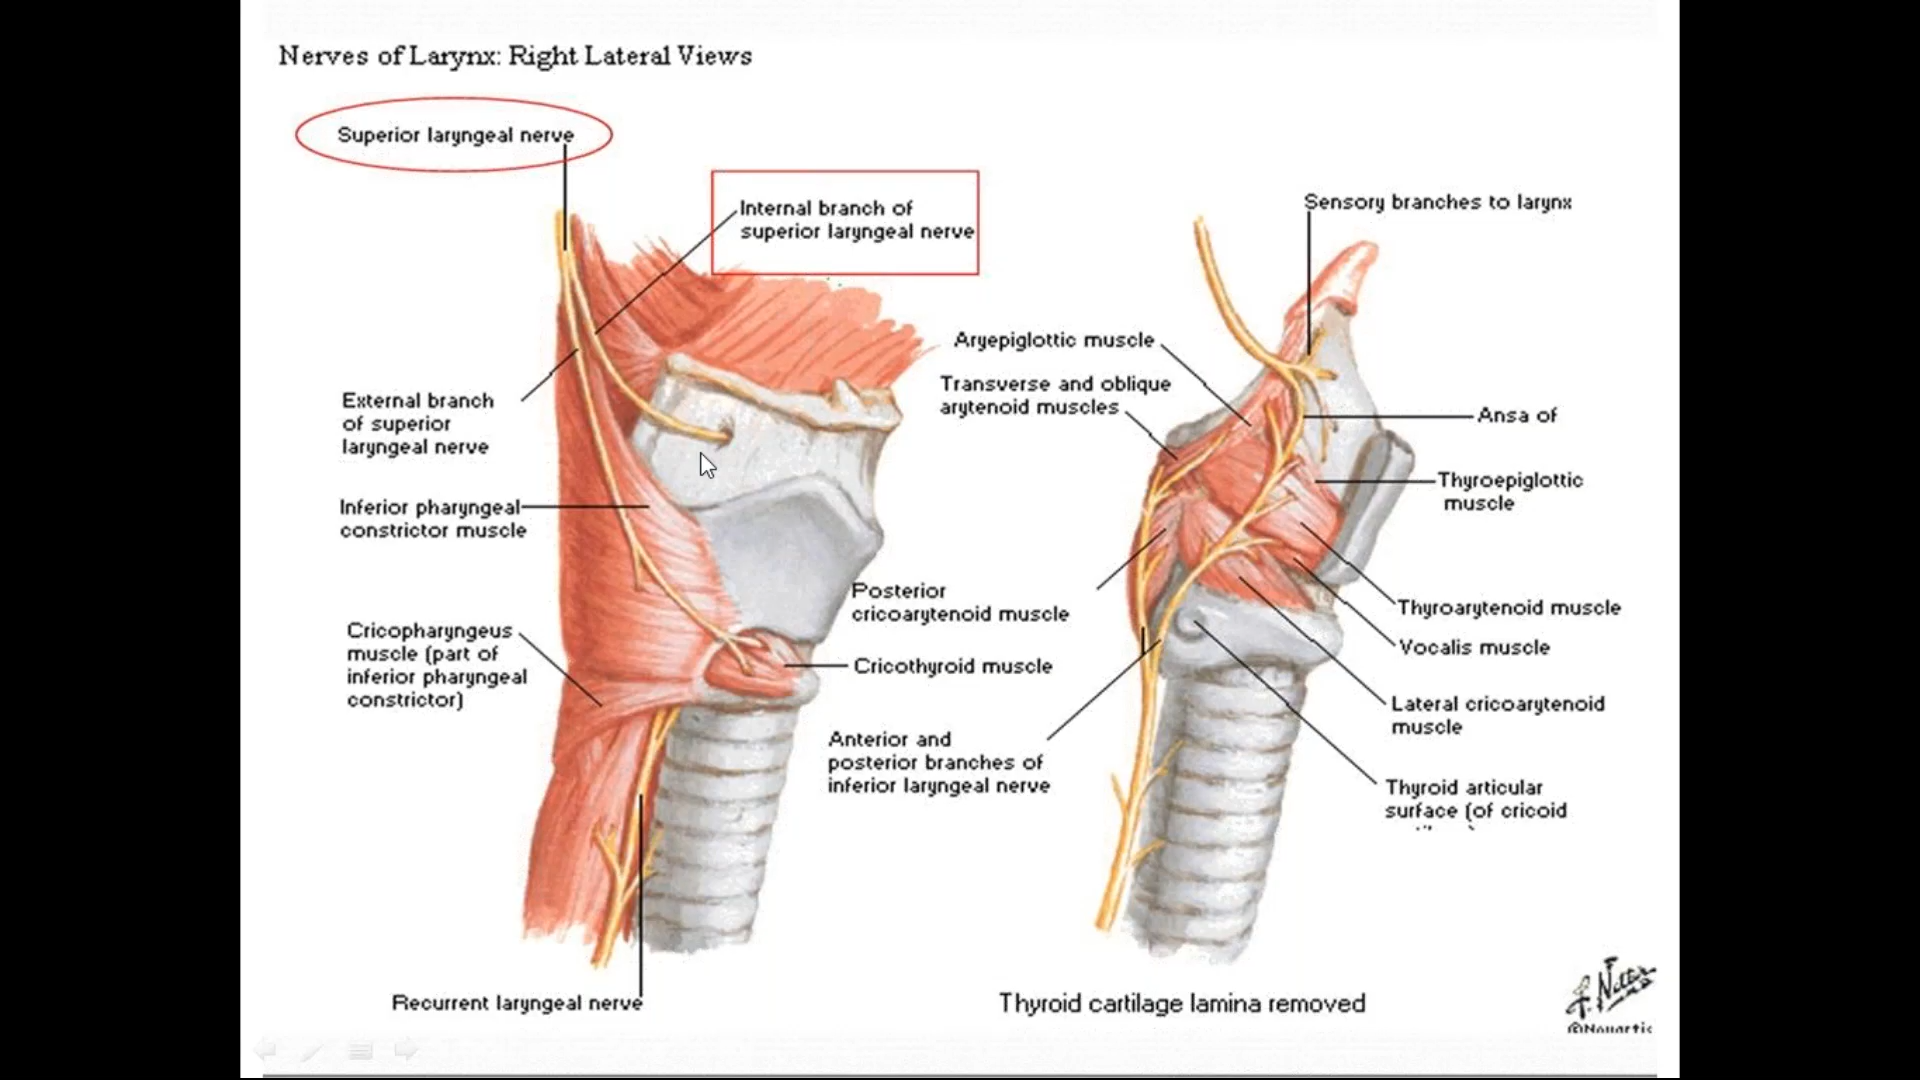 Nerves of Larynx: Right Lateral Views
Superior laryngeal nerve
Internal branch of
superior laryngeal nerve
External branch
of superior
laryngeal nerve
Inferior pharyngeal
constrictor muscle
Cricopharyngeus
muscle (part of
inferior pharyngeal
constrictor)
Recurrent laryngeal nerve
Posterior
cricoarytenoid muscle
Cricothyroid muscle
Anterior and
posterior branches of
inferior laryngeal nerve
Sensory branches to larynx
Aryepiglottic muscle
Transverse and oblique
arytenoid muscles
Ansa of
Thyroepiglottic
muscle
Thyroarytenoid muscle
Vocalis muscle
Lateral cricoarytenoid
muscle
Thyroid articular
surface (of cricoid
Thyroid cartilage lamina removed
F. Netter
©Novartis